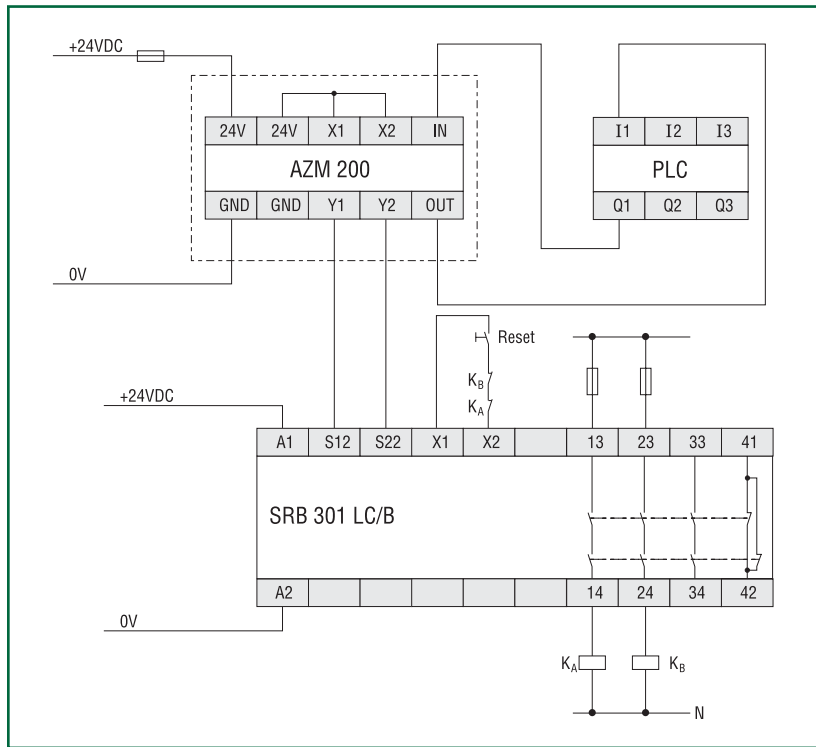 +24VDC
24V 24V X1 X2 IN
AZM 200
GND GND Y1 Y2 OUT
I1 I2 I3
PLC
Q1 Q2 Q3
0V
Reset
KB
KA
+24VDC
A1 S12 S22 X1 X2 13 23 33 41
SRB 301 LC/B
A2 14 24 34 42
0V
KA KB
N